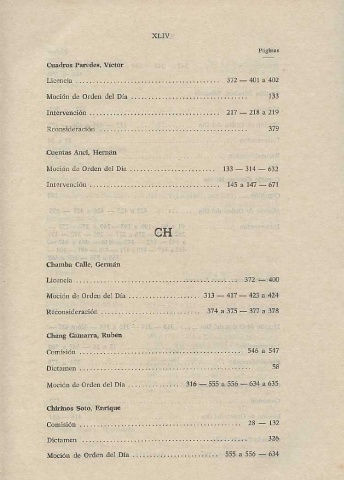 XLIV
Páginas
Cuadros Paredes, Víctor
Licencia ........ 372 — 401 a 402
Moción de Orden del Día ........ 133
Intervención ........ 217 — 218 a 219
Rconsideración ........ 379
Cuentas Ancí, Hernán
Moción de Orden del Día ........ 133 — 314 — 632
Intervención ........ 145 a 147 — 671
CH
Chamba Calle, Germán
Licencia ........ 372 — 400
Moción de Orden del Día ........ 313 — 417 — 423 a 424
Reconsideración ........ 374 a 375 — 377 a 378
Chang Gamarra, Rubén
Comisión ........ 546 a 547
Dictamen ........ 58
Moción de Orden del Día ........ 316 — 555 a 556 — 634 a 635
Chirinos Soto, Enrique
Comisión ........ 28 — 132
Dictamen ........ 326
Moción de Orden del Día ........ 555 a 556 — 634